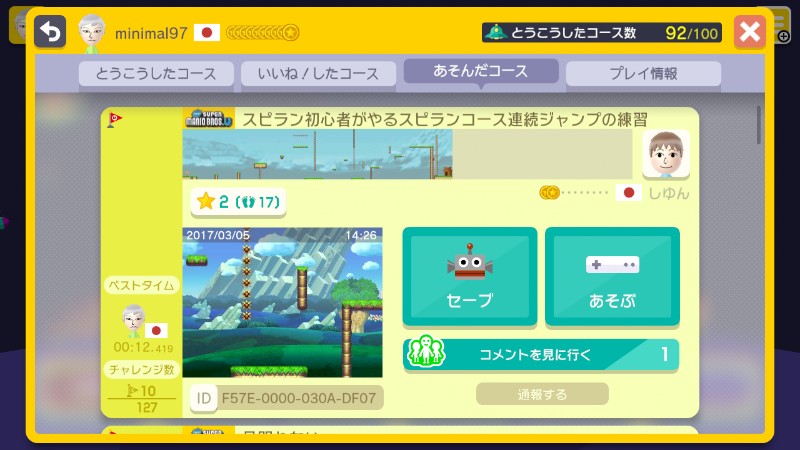 minimal97
とうこうしたコース数 92/100
とうこうしたコース
いいね！したコース
あそんだコース
プレイ情報
SUPER
MARIO BROS. U
スピラン初心者がやるスピランコース連続ジャンプの練習
しゆん
2 (17)
2017/03/05 14:26
ベストタイム
00:12.419
チャレンジ数
10
127
セーブ
あそぶ
コメントを見に行く 1
ID F57E-0000-030A-DF07
通報する
SUPER